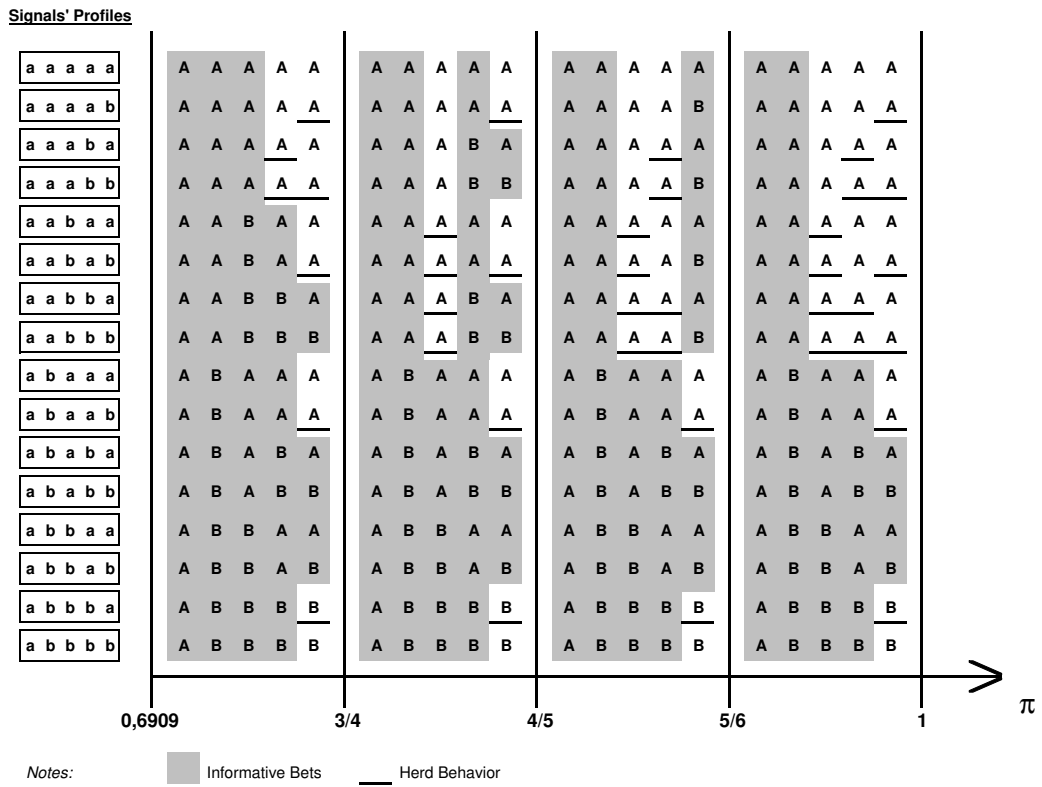 Signals' Profiles
a a a a a A A A A A A A A A A A A A A A A A A A A
a a a a b A A A A A A A A A A A A A A B A A A A A
a a a b a A A A A A A A A B A A A A A A A A A A A
a a a b b A A A A A A A A B B A A A A B A A A A A
a a b a a A A B A A A A A A A A A A A A A A A A A
a a b a b A A B A A A A A A A A A A A B A A A A A
a a b b a A A B B A A A A B A A A A A A A A A A A
a a b b b A A B B B A A A B B A A A A B A A A A A
a b a a a A B A A A A B A A A A B A A A A B A A A
a b a a b A B A A A A B A A A A B A A A A B A A A
a b a b a A B A B A A B A B A A B A B A A B A B A
a b a b b A B A B B A B A B B A B A B B A B A B B
a b b a a A B B A A A B B A A A B B A A A B B A A
a b b a b A B B A B A B B A B A B B A B A B B A B
a b b b a A B B B B A B B B B A B B B B A B B B B
a b b b b A B B B B A B B B B A B B B B A B B B B
0,6909 3/4 4/5 5/6 1 π
Notes: Informative Bets Herd Behavior